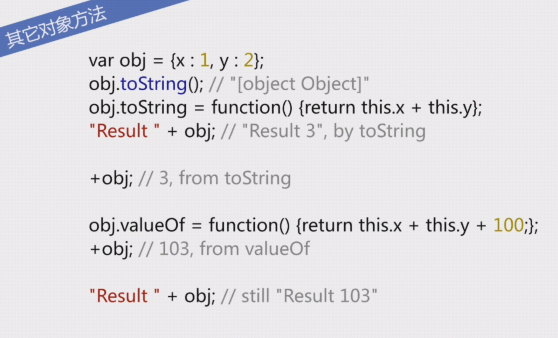 其它对象方法
var obj = {x : 1, y : 2};
obj.toString(); // "[object Object]"
obj.toString = function() {return this.x + this.y};
"Result " + obj; // "Result 3", by toString
+obj; // 3, from toString
obj.valueOf = function() {return this.x + this.y + 100;};
+obj; // 103, from valueOf
"Result " + obj; // still "Result 103"